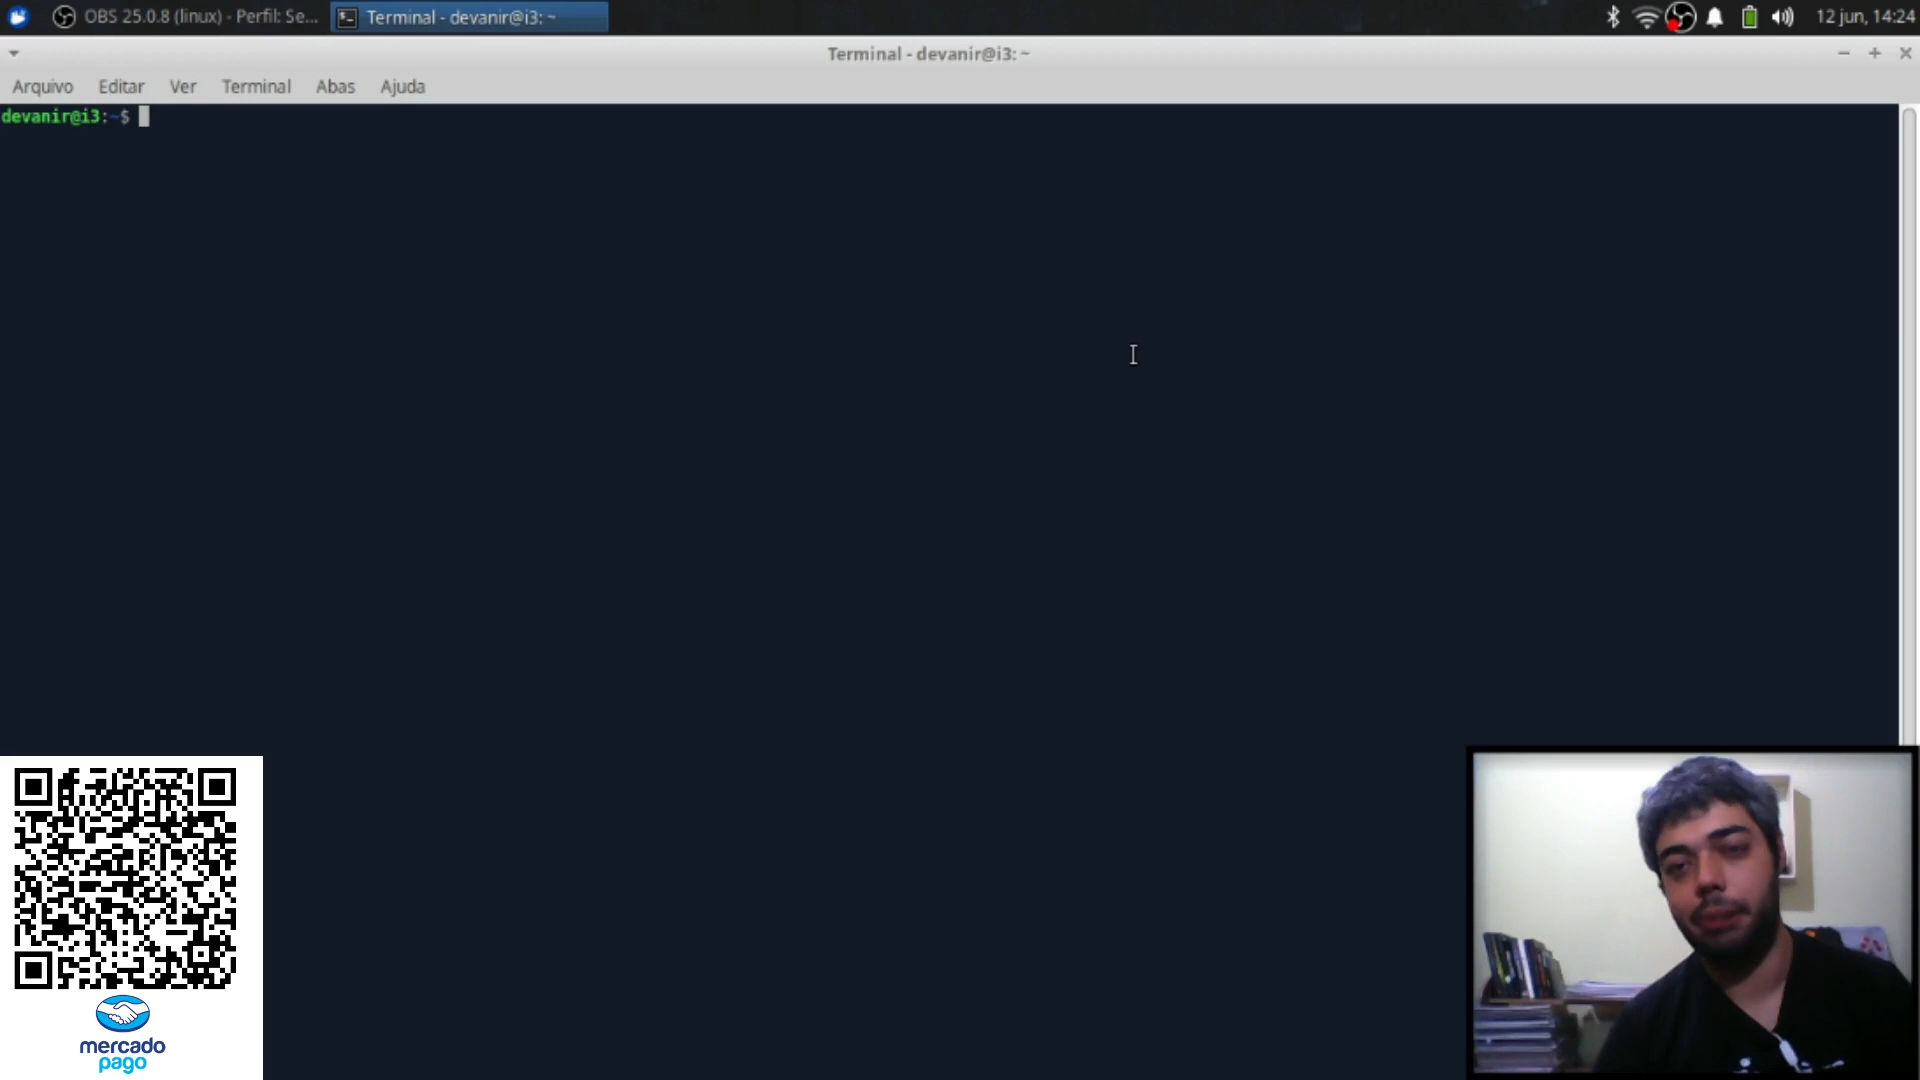 OBS 25.0.8 (linux) - Perfil: Se...
Terminal - devanir@i3: ~
12 jun, 14:24
Terminal - devanir@i3: ~
Arquivo Editar Ver Terminal Abas Ajuda
devanir@i3:~$
mercado
pago